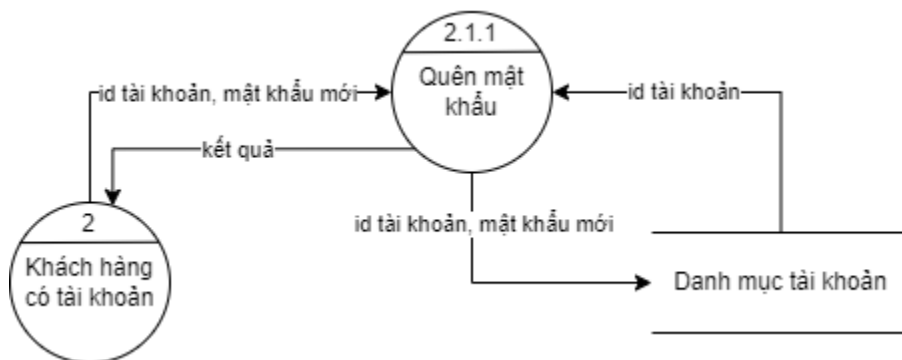 2.1.1
Quên mật
khẩu
id tài khoản, mật khẩu mới
id tài khoản
kết quả
2
id tài khoản, mật khẩu mới
Khách hàng
có tài khoản
Danh mục tài khoản